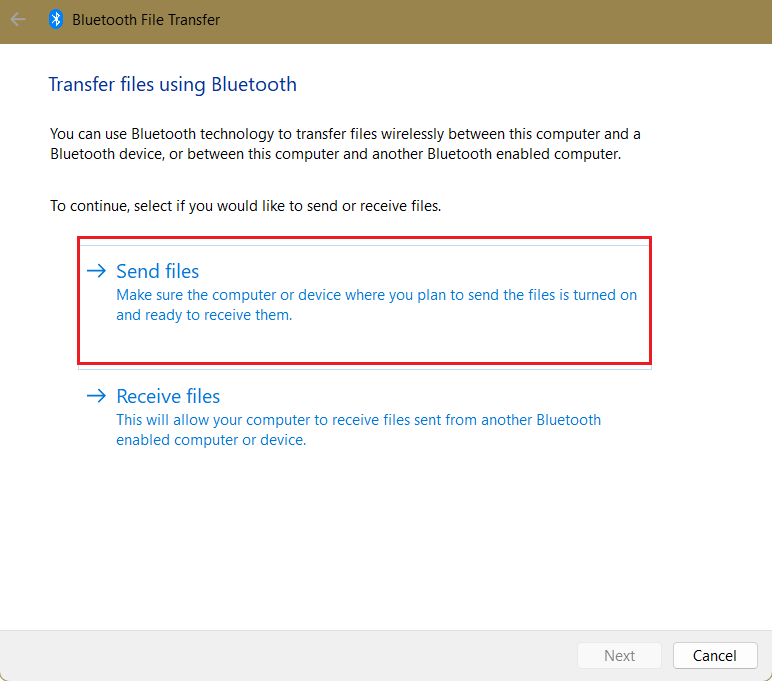 Bluetooth File Transfer
Transfer files using Bluetooth
You can use Bluetooth technology to transfer files wirelessly between this computer and a
Bluetooth device, or between this computer and another Bluetooth enabled computer.
To continue, select if you would like to send or receive files.
Send files
Make sure the computer or device where you plan to send the files is turned on
and ready to receive them.
Receive files
This will allow your computer to receive files sent from another Bluetooth
enabled computer or device.
Next
Cancel